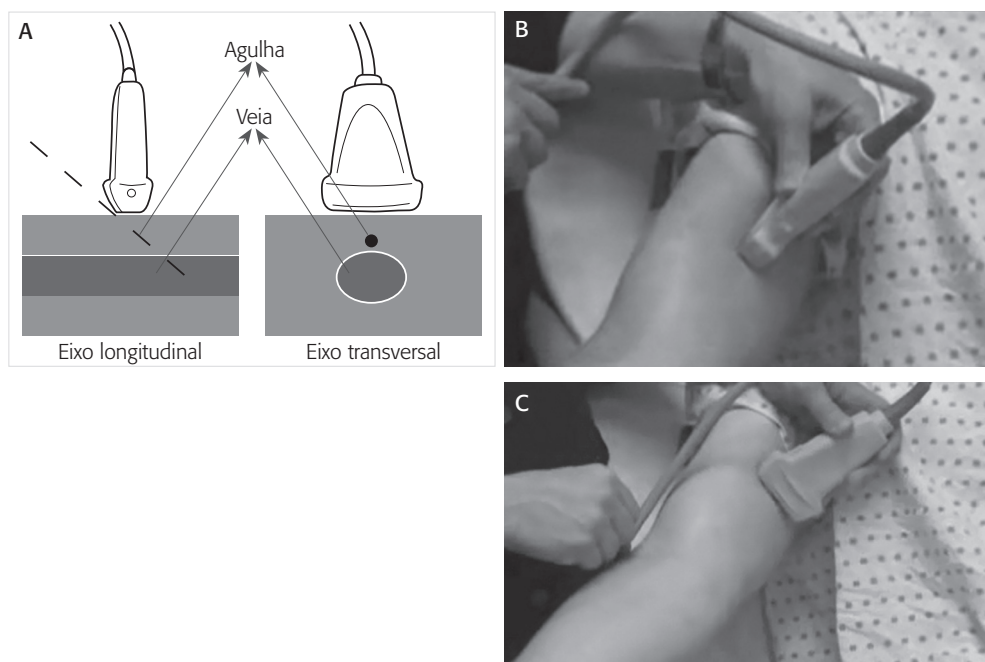 A
Agulha
Veia
Eixo longitudinal
Eixo transversal
B
C